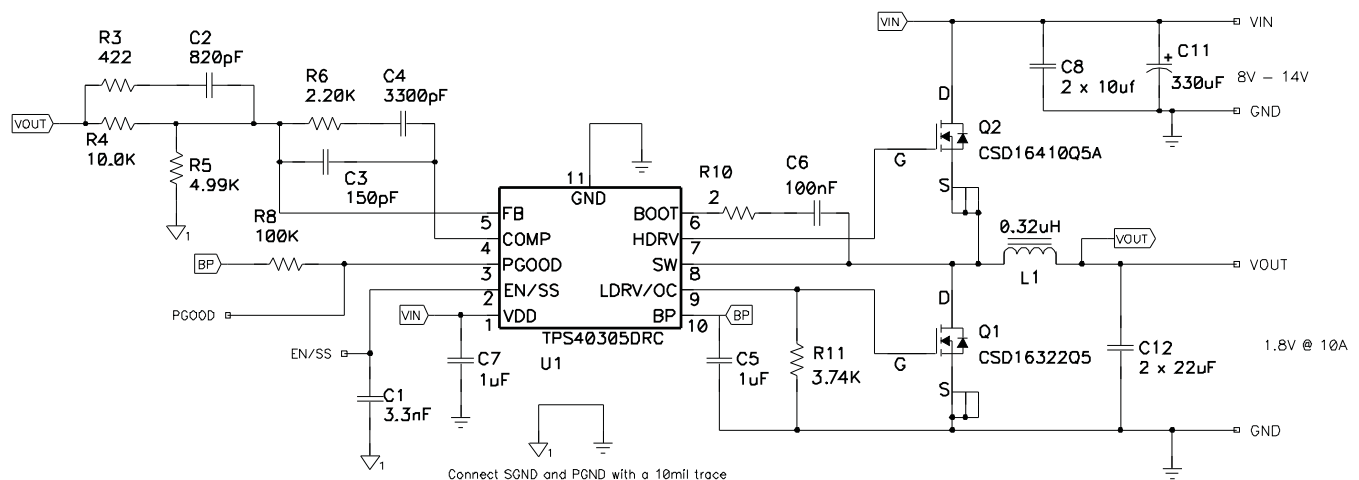 VIN
VIN
R3
422
C2
820pF
C8
2 x 10uf
C11
+
330uF
8V – 14V
R6
2.20K
C4
3300pF
D
VOUT
R4
10.0K
GND
Q2
CSD16410Q5A
G
R5
4.99K
C3
150pF
11
GND
R10
2
C6
100nF
S
1
R8
100K
5
FB
BOOT
6
0.32uH
L1
VOUT
4
COMP
HDRV
7
BP
3
PGOOD
SW
8
VOUT
2
EN/SS
LDRV/OC
9
D
PGOOD
VIN
1
VDD
BP
10
BP
TPS40305DRC
U1
Q1
CSD16322Q5
G
EN/SS
C7
1uF
C5
1uF
R11
3.74K
C12
2 x 22uF
1.8V @ 10A
C1
3.3nF
S
1
1
GND
Connect SGND and PGND with a 10mil trace